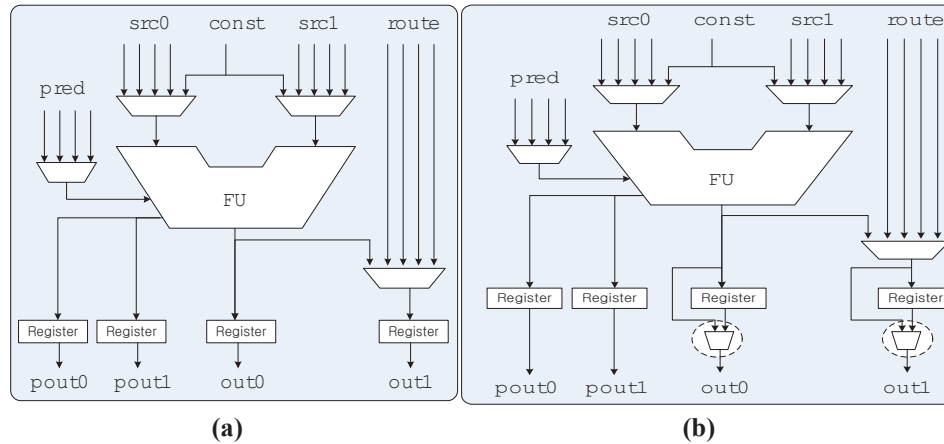 src0 const src1 route
pred
FU
Register Register Register Register
pout0 pout1 out0 out1
(a)
src0 const src1 route
pred
FU
Register Register Register Register
pout0 pout1 out0 out1
(b)